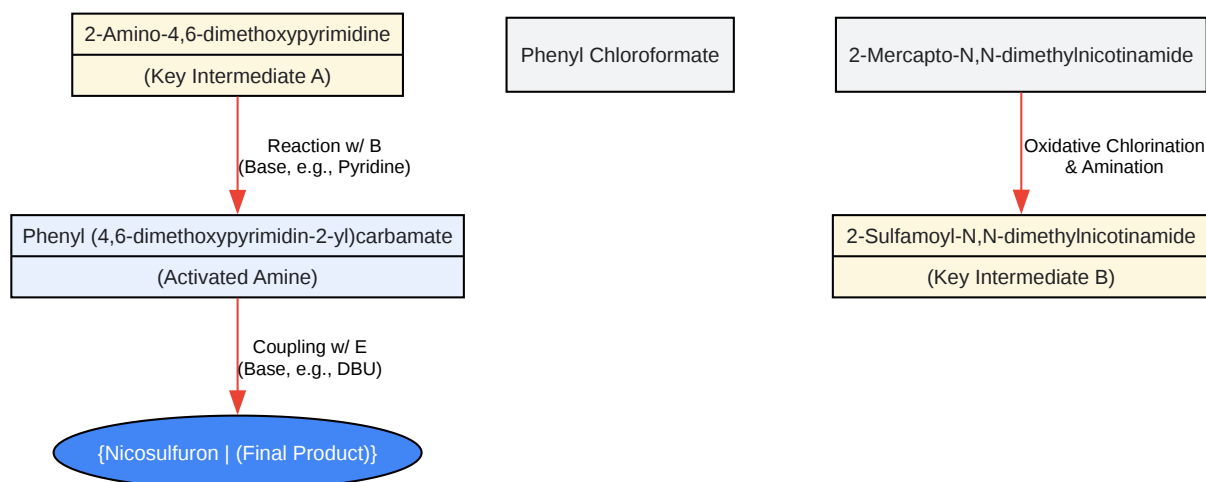 2-Amino-4,6-dimethoxypyrimidine
(Key Intermediate A)
Phenyl Chloroformate
2-Mercapto-N,N-dimethylnicotinamide
Reaction w/ B
(Base, e.g., Pyridine)
Oxidative Chlorination
& Amination
Phenyl (4,6-dimethoxypyrimidin-2-yl)carbamate
(Activated Amine)
2-Sulfamoyl-N,N-dimethylnicotinamide
(Key Intermediate B)
Coupling w/ E
(Base, e.g., DBU)
{Nicosulfuron | (Final Product)}